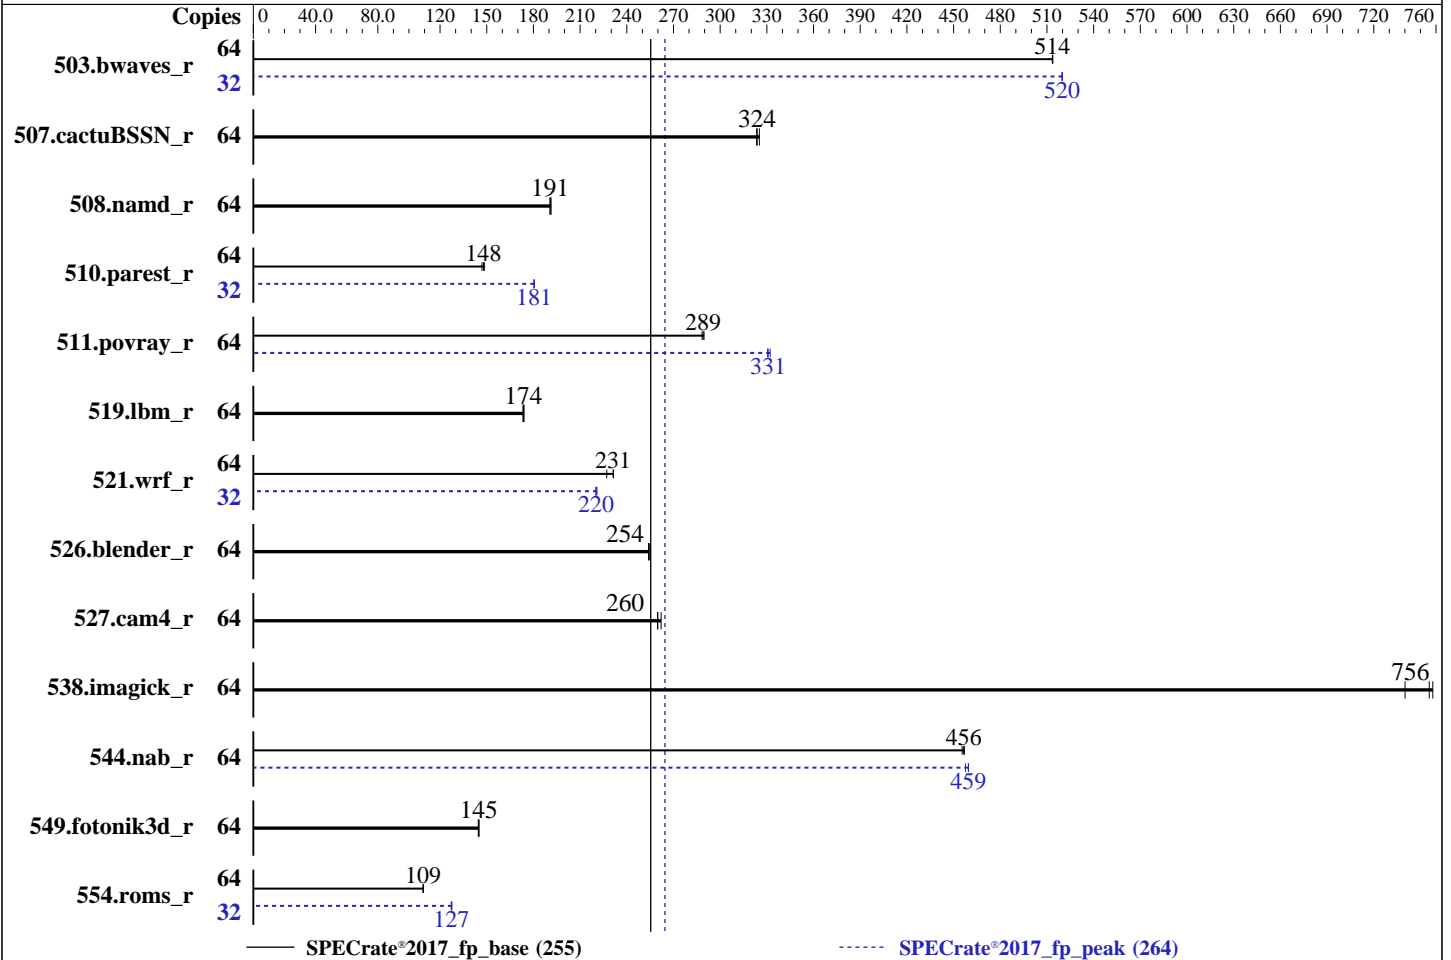 Copies 0 40.0 80.0 120 150 180 210 240 270 300 330 360 390 420 450 480 510 540 570 600 630 660 690 720 760
503.bwaves_r 64 514
32 520
507.cactuBSSN_r 64 324
508.namd_r 64 191
510.parest_r 64 148
32 181
511.povray_r 64 289
331
519.lbm_r 64 174
521.wrf_r 64 231
32 220
526.blender_r 64 254
527.cam4_r 64 260
538.imagick_r 64 756
544.nab_r 64 456
459
549.fotonik3d_r 64 145
554.roms_r 64 109
32 127
SPECrate®2017_fp_base (255) SPECrate®2017_fp_peak (264)